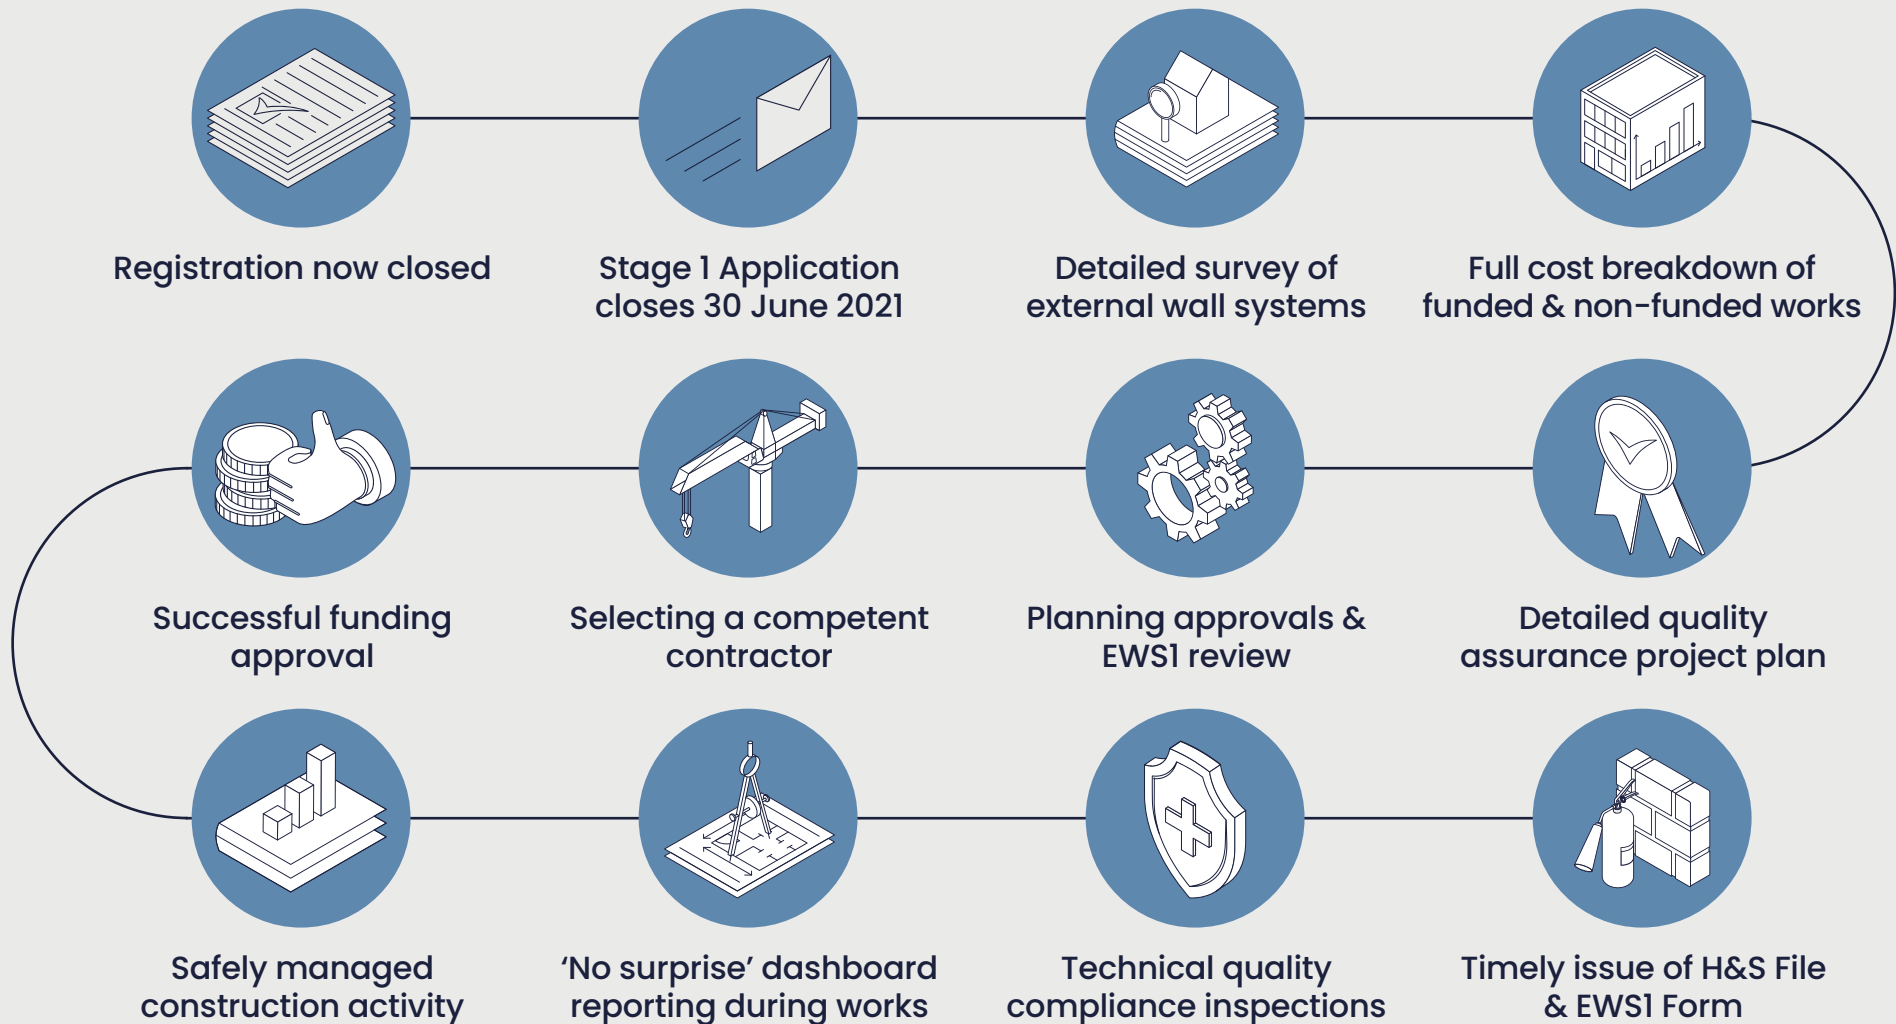 Registration now closed
Stage 1 Application
closes 30 June 2021
Detailed survey of
external wall systems
Full cost breakdown of
funded & non-funded works
Successful funding
approval
Selecting a competent
contractor
Planning approvals &
EWS1 review
Detailed quality
assurance project plan
Safely managed
construction activity
‘No surprise’ dashboard
reporting during works
Technical quality
compliance inspections
Timely issue of H&S File
& EWS1 Form